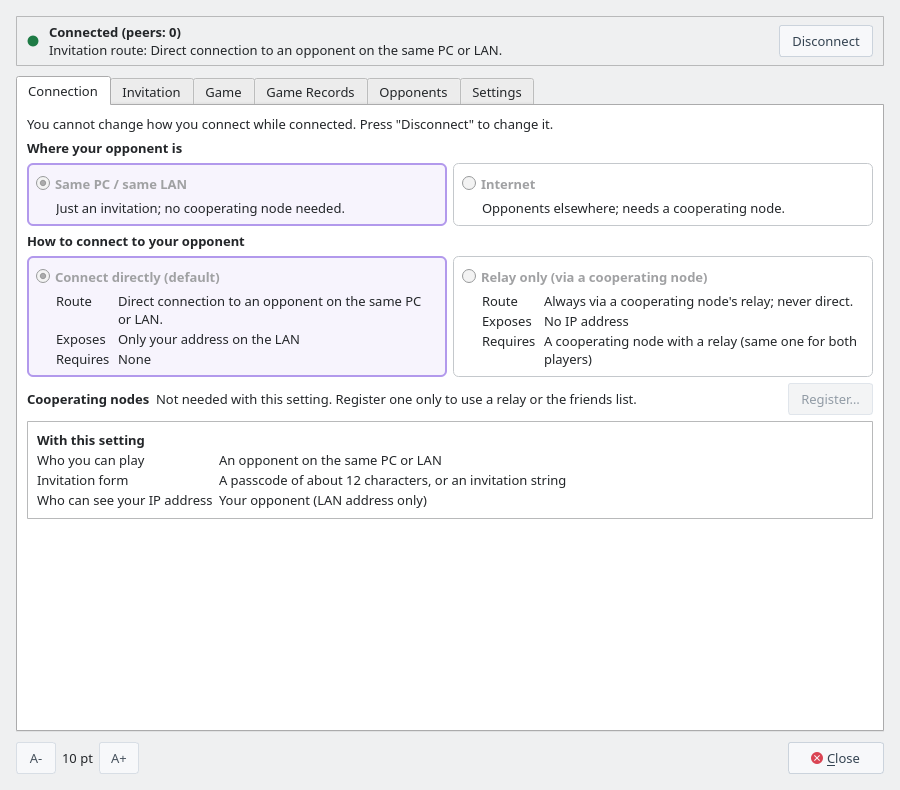 Connected (peers: 0)
Invitation route: Direct connection to an opponent on the same PC or LAN.
Disconnect
Connection
Invitation
Game
Game Records
Opponents
Settings
You cannot change how you connect while connected. Press "Disconnect" to change it.
Where your opponent is
Same PC / same LAN
Just an invitation; no cooperating node needed.
Internet
Opponents elsewhere; needs a cooperating node.
How to connect to your opponent
Connect directly (default)
Route Direct connection to an opponent on the same PC
or LAN.
Exposes Only your address on the LAN
Requires None
Relay only (via a cooperating node)
Route Always via a cooperating node's relay; never direct.
Exposes No IP address
Requires A cooperating node with a relay (same one for both
players)
Cooperating nodes Not needed with this setting. Register one only to use a relay or the friends list.
Register...
With this setting
Who you can play An opponent on the same PC or LAN
Invitation form A passcode of about 12 characters, or an invitation string
Who can see your IP address Your opponent (LAN address only)
A- 10 pt A+
Close